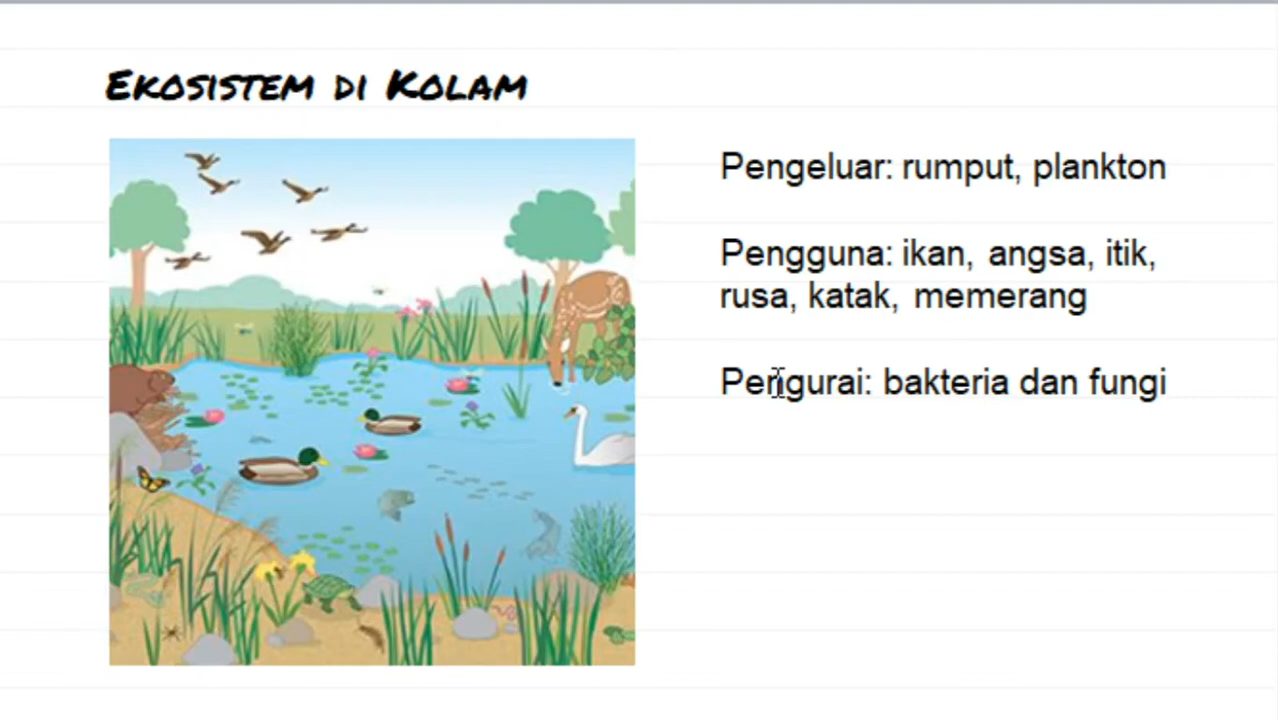 Ekosistem di Kolam
Pengeluar: rumput, plankton
Pengguna: ikan, angsa, itik,
rusa, katak, memerang
Pengurai: bakteria dan fungi